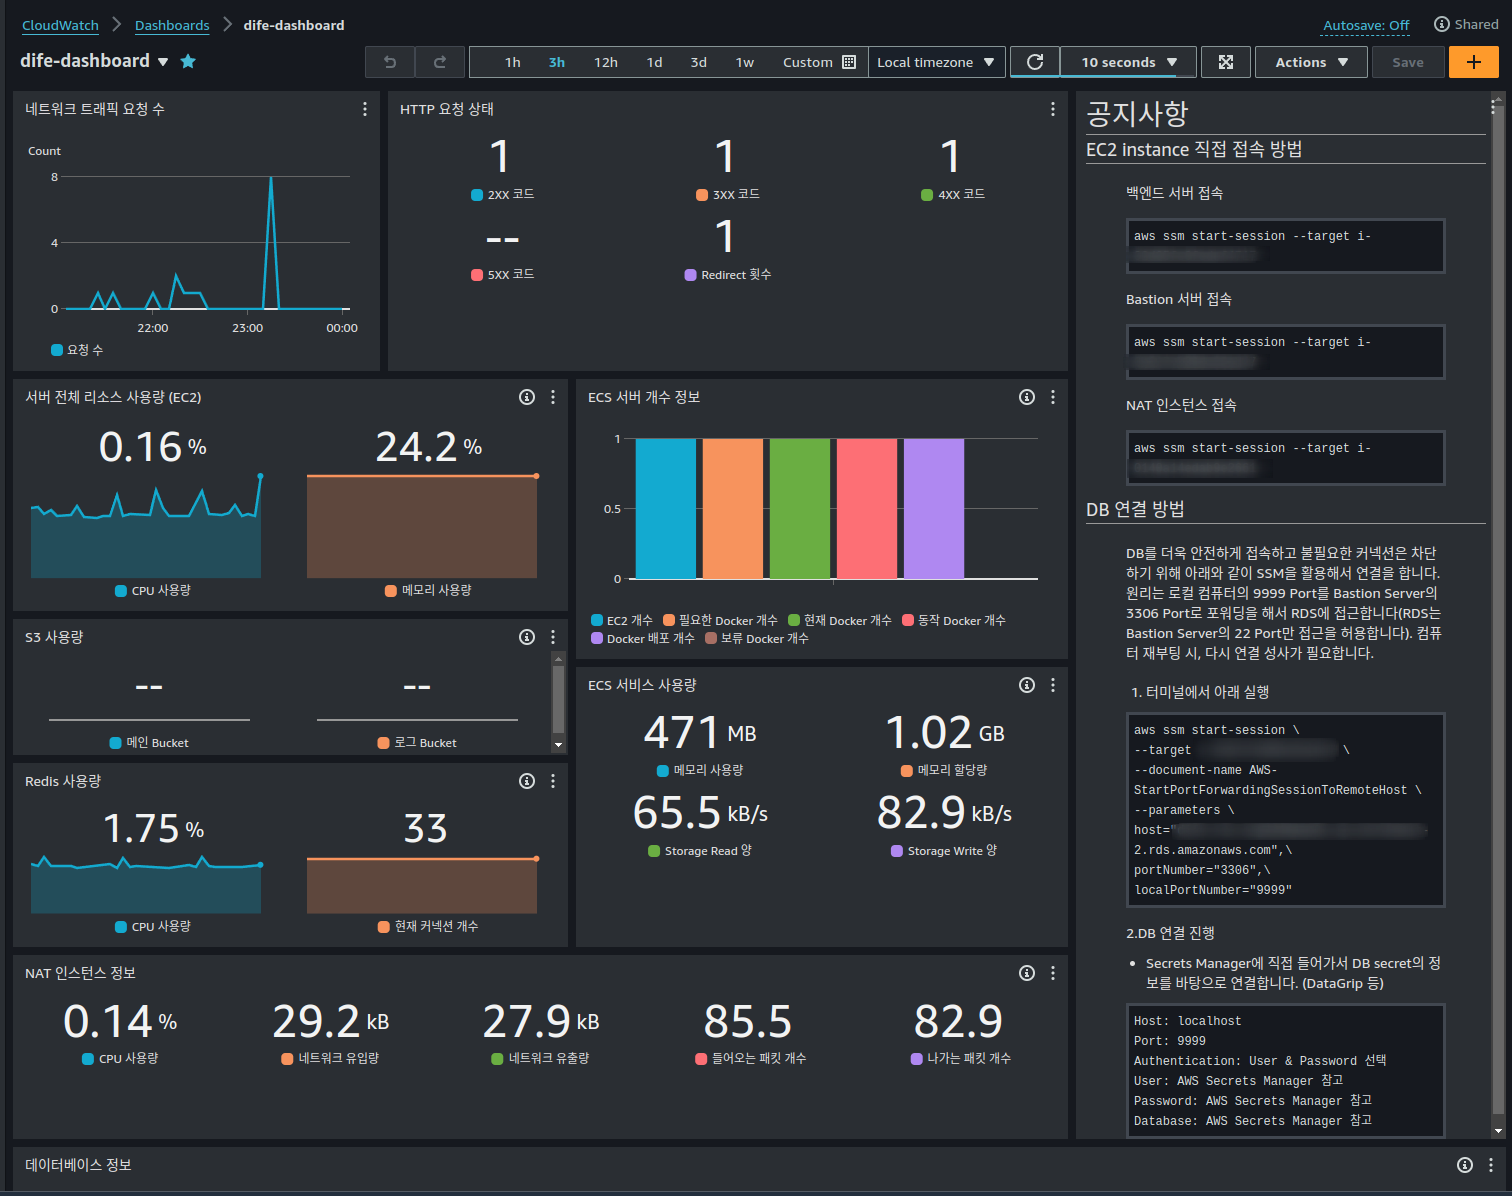 CloudWatch > Dashboards > dife-dashboard
Autosave: Off Shared
dife-dashboard
1h 3h 12h 1d 3d 1w Custom Local timezone 10 seconds Actions Save +
네트워크 트래픽 요청 수
Count
8
4
0
22:00 23:00 00:00
요청 수
HTTP 요청 상태
1 1 1
2XX 코드 3XX 코드 4XX 코드
-- 1
5XX 코드 Redirect 횟수
서버 전체 리소스 사용량 (EC2)
0.16 % 24.2 %
CPU 사용량 메모리 사용량
ECS 서버 개수 정보
1
0.5
0
EC2 개수 필요한 Docker 개수 현재 Docker 개수 동작 Docker 개수
Docker 배포 개수 보류 Docker 개수
S3 사용량
-- --
메인 Bucket 로그 Bucket
ECS 서비스 사용량
471 MB 1.02 GB
메모리 사용량 메모리 할당량
65.5 kB/s 82.9 kB/s
Storage Read 양 Storage Write 양
Redis 사용량
1.75 % 33
CPU 사용량 현재 커넥션 개수
NAT 인스턴스 정보
0.14 % 29.2 kB 27.9 kB 85.5 82.9
CPU 사용량 네트워크 유입량 네트워크 유출량 들어오는 패킷 개수 나가는 패킷 개수
공지사항
EC2 instance 직접 접속 방법
백엔드 서버 접속
aws ssm start-session --target i-
Bastion 서버 접속
aws ssm start-session --target i-
NAT 인스턴스 접속
aws ssm start-session --target i-
DB 연결 방법
DB를 더욱 안전하게 접속하고 불필요한 커넥션은 차단
하기 위해 아래와 같이 SSM을 활용해서 연결을 합니다.
원리는 로컬 컴퓨터의 9999 Port를 Bastion Server의
3306 Port로 포워딩을 해서 RDS에 접근합니다(RDS는
Bastion Server의 22 Port만 접근을 허용합니다). 컴퓨
터 재부팅 시, 다시 연결 성사가 필요합니다.
1. 터미널에서 아래 실행
aws ssm start-session \
--target \
--document-name AWS-
StartPortForwardingSessionToRemoteHost \
--parameters \
host="
2.rds.amazonaws.com",\
portNumber="3306",\
localPortNumber="9999"
2.DB 연결 진행
• Secrets Manager에 직접 들어가서 DB secret의 정
보를 바탕으로 연결합니다. (DataGrip 등)
Host: localhost
Port: 9999
Authentication: User & Password 선택
User: AWS Secrets Manager 참고
Password: AWS Secrets Manager 참고
Database: AWS Secrets Manager 참고
데이터베이스 정보